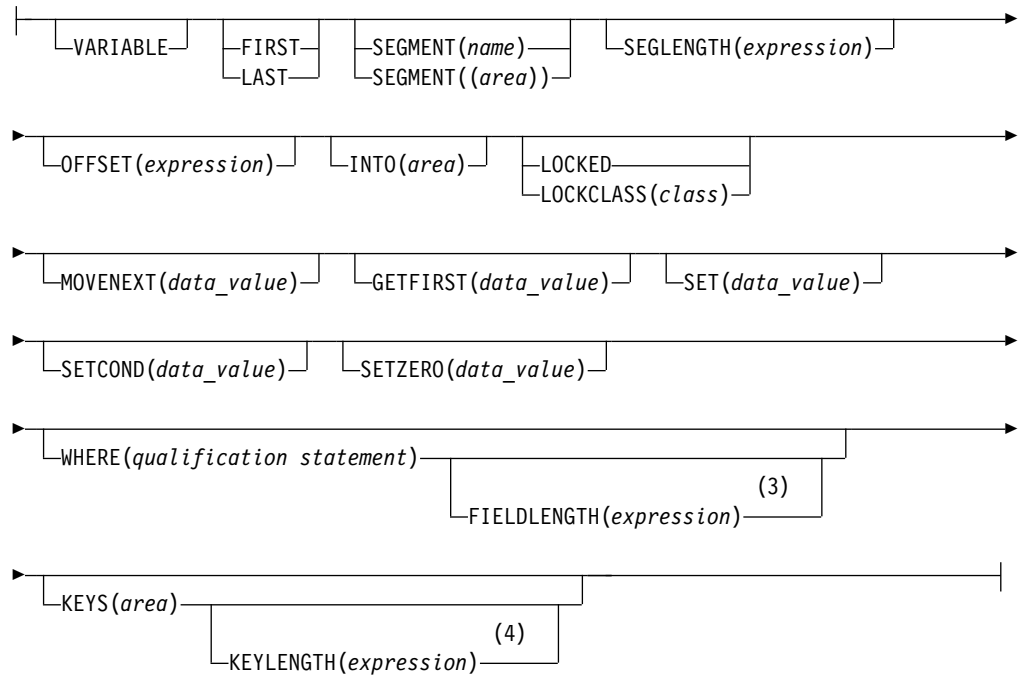 VARIABLE FIRST SEGMENT(name) SEGLENGTH(expression)
LAST SEGMENT((area))
OFFSET(expression) INTO(area) LOCKED
LOCKCLASS(class)
MOVENEXT(data_value) GETFIRST(data_value) SET(data_value)
SETCOND(data_value) SETZERO(data_value)
WHERE(qualification statement)
(3)
FIELDLENGTH(expression)
KEYS(area)
(4)
KEYLENGTH(expression)